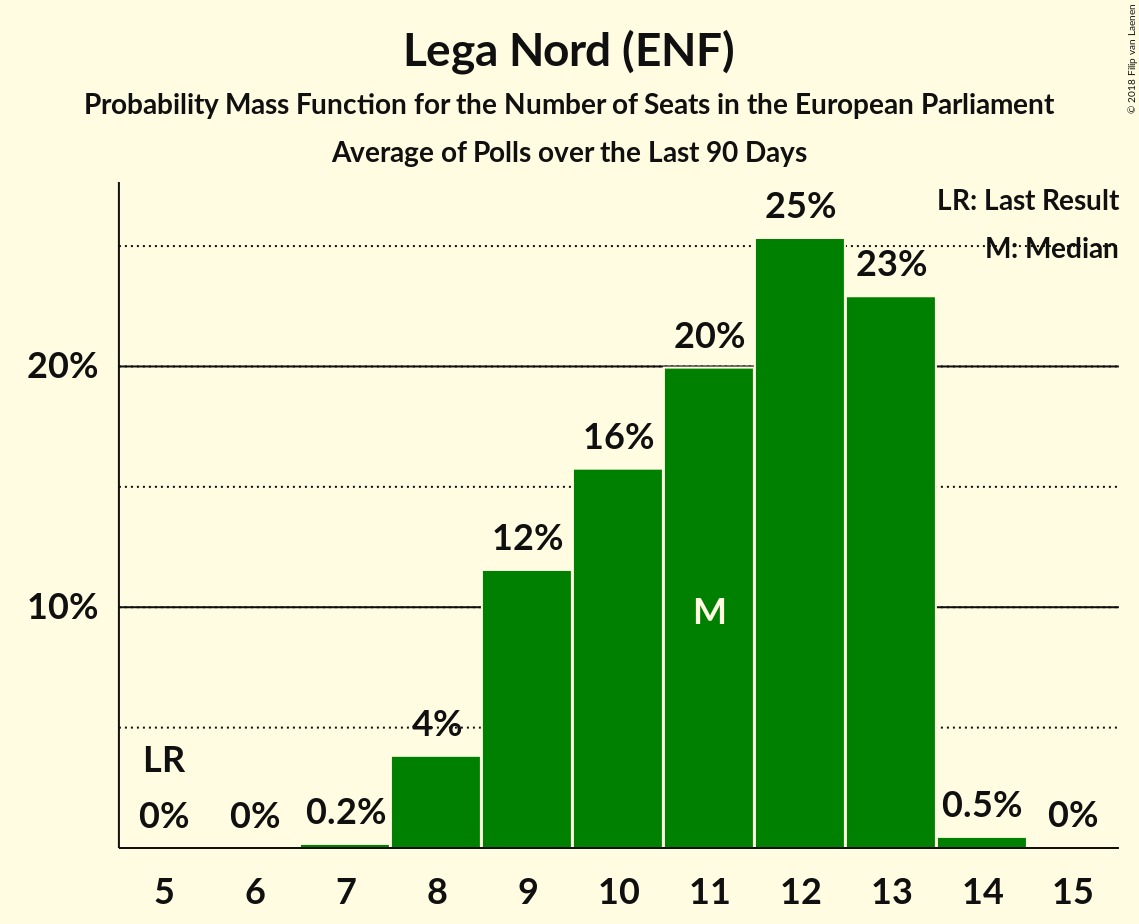 Lega Nord (ENF)
Probability Mass Function for the Number of Seats in the European Parliament
Average of Polls over the Last 90 Days
© 2018 Filip van Laenen
LR: Last Result
M: Median
25%
23%
20%
20%
16%
12%
10%
M
4%
LR
0%
0%
0.2%
0.5%
0%
5 6 7 8 9 10 11 12 13 14 15